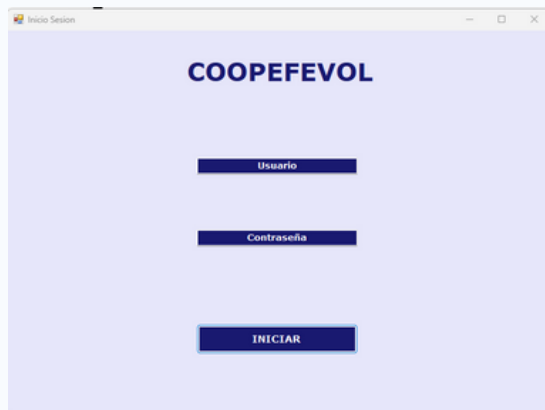 Inicio Sesion
COOPEFEVOL
Usuario
Contraseña
INICIAR